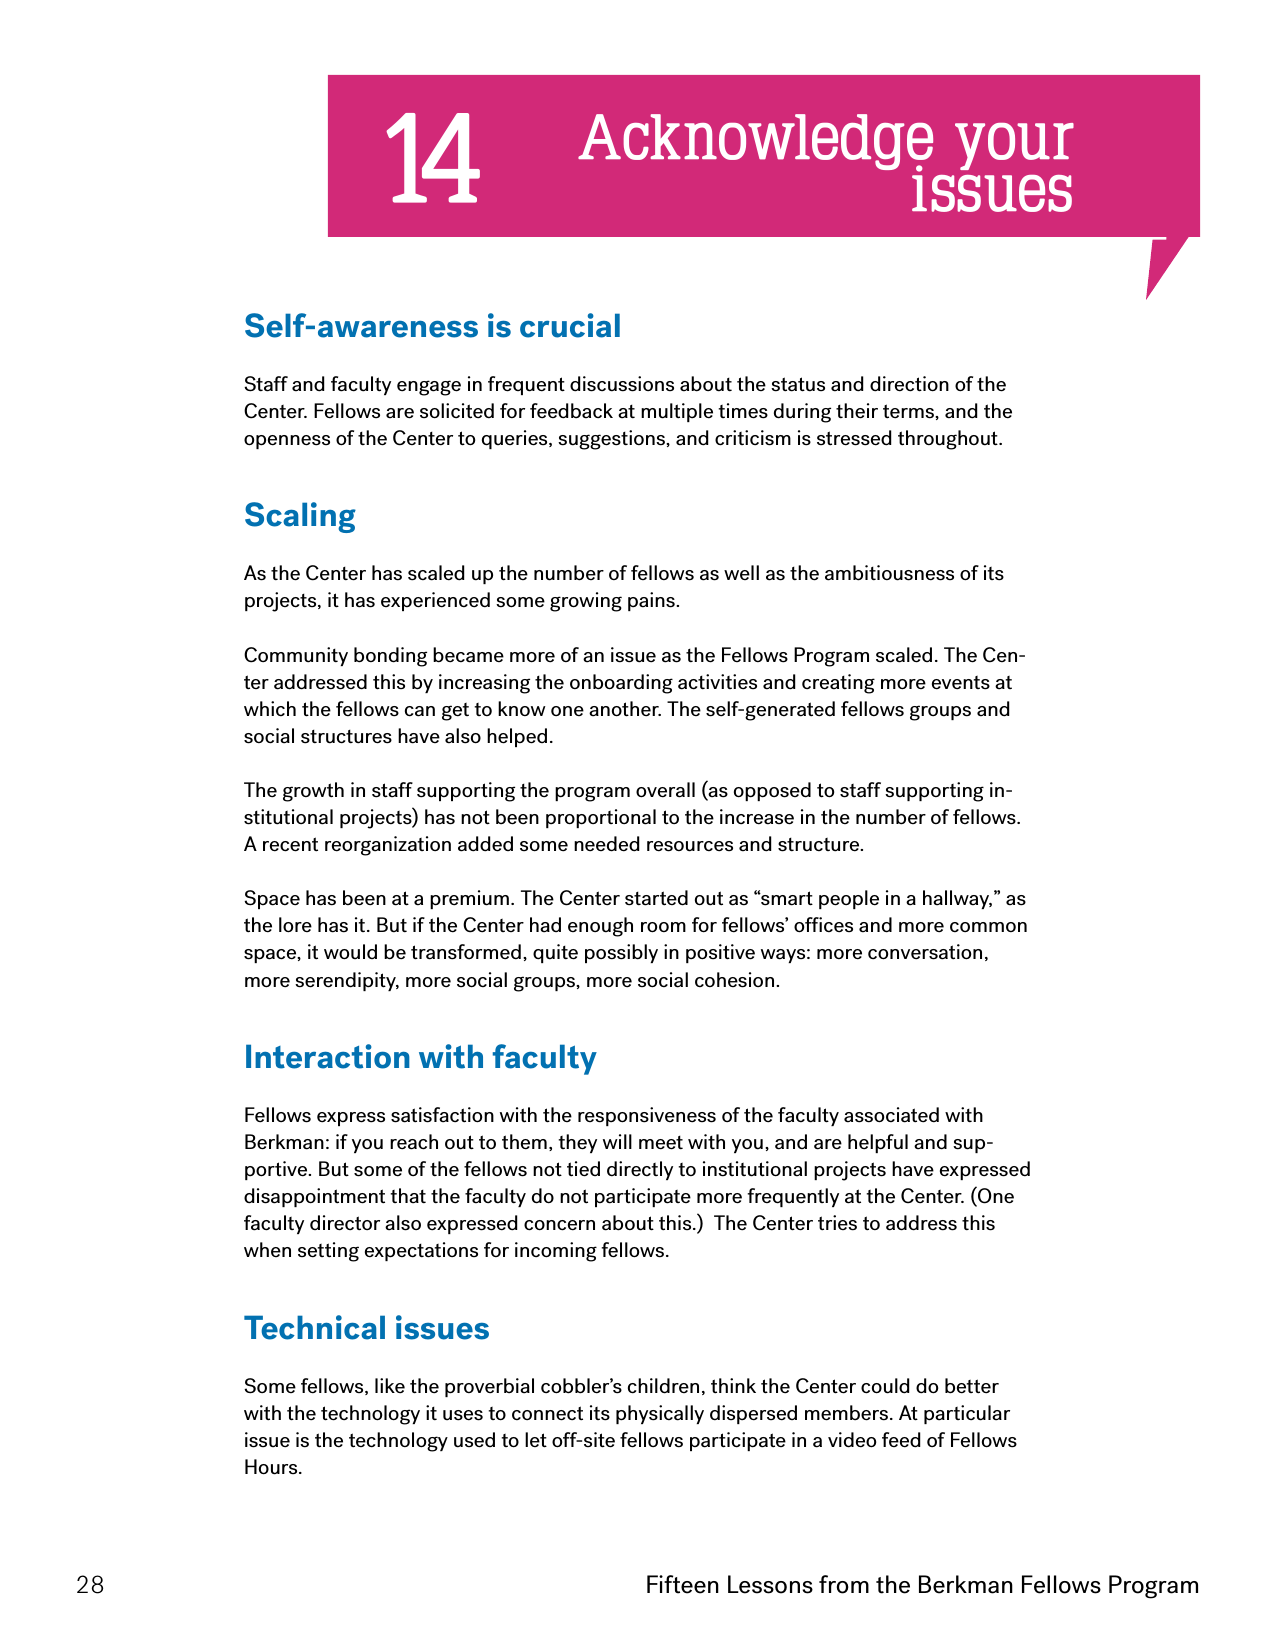 14
Acknowledge your
issues
Self-awareness is crucial
Staff and faculty engage in frequent discussions about the status and direction of the
Center. Fellows are solicited for feedback at multiple times during their terms, and the
openness of the Center to queries, suggestions, and criticism is stressed throughout.
Scaling
As the Center has scaled up the number of fellows as well as the ambitiousness of its
projects, it has experienced some growing pains.
Community bonding became more of an issue as the Fellows Program scaled. The Cen-
ter addressed this by increasing the onboarding activities and creating more events at
which the fellows can get to know one another. The self-generated fellows groups and
social structures have also helped.
The growth in staff supporting the program overall (as opposed to staff supporting in-
stitutional projects) has not been proportional to the increase in the number of fellows.
A recent reorganization added some needed resources and structure.
Space has been at a premium. The Center started out as “smart people in a hallway,” as
the lore has it. But if the Center had enough room for fellows’ offices and more common
space, it would be transformed, quite possibly in positive ways: more conversation,
more serendipity, more social groups, more social cohesion.
Interaction with faculty
Fellows express satisfaction with the responsiveness of the faculty associated with
Berkman: if you reach out to them, they will meet with you, and are helpful and sup-
portive. But some of the fellows not tied directly to institutional projects have expressed
disappointment that the faculty do not participate more frequently at the Center. (One
faculty director also expressed concern about this.)  The Center tries to address this
when setting expectations for incoming fellows.
Technical issues
Some fellows, like the proverbial cobbler’s children, think the Center could do better
with the technology it uses to connect its physically dispersed members. At particular
issue is the technology used to let off-site fellows participate in a video feed of Fellows
Hours.
28
Fifteen Lessons from the Berkman Fellows Program